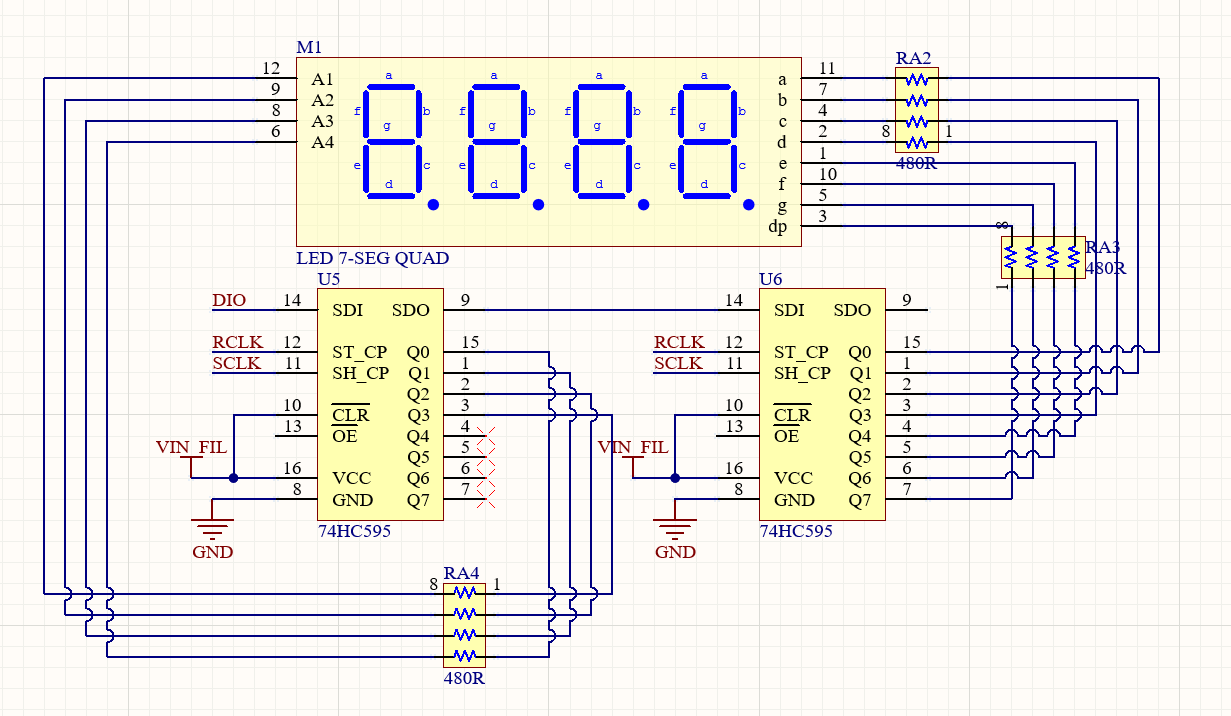 M1
12 A1 a 11 RA2
9 A2 b 7
8 A3 c 4
6 A4 d 2 8 1
e 1 480R
f 10
g 5
dp 3 8
a a a a
f b f b f b f b
g g g g
e c e c e c e c
d d d d
RA3
480R
1
LED 7-SEG QUAD
U5 U6
DIO 14 SDI SDO 9 14 SDI SDO 9
RCLK 12 ST_CP Q0 15 RCLK 12 ST_CP Q0 15
SCLK 11 SH_CP Q1 1 SCLK 11 SH_CP Q1 1
Q2 2 Q2 2
10 CLR Q3 3 10 CLR Q3 3
13 OE Q4 4 13 OE Q4 4
VIN_FIL Q5 5 VIN_FIL Q5 5
16 VCC Q6 6 16 VCC Q6 6
8 GND Q7 7 8 GND Q7 7
74HC595 74HC595
GND GND
RA4
8 1
480R